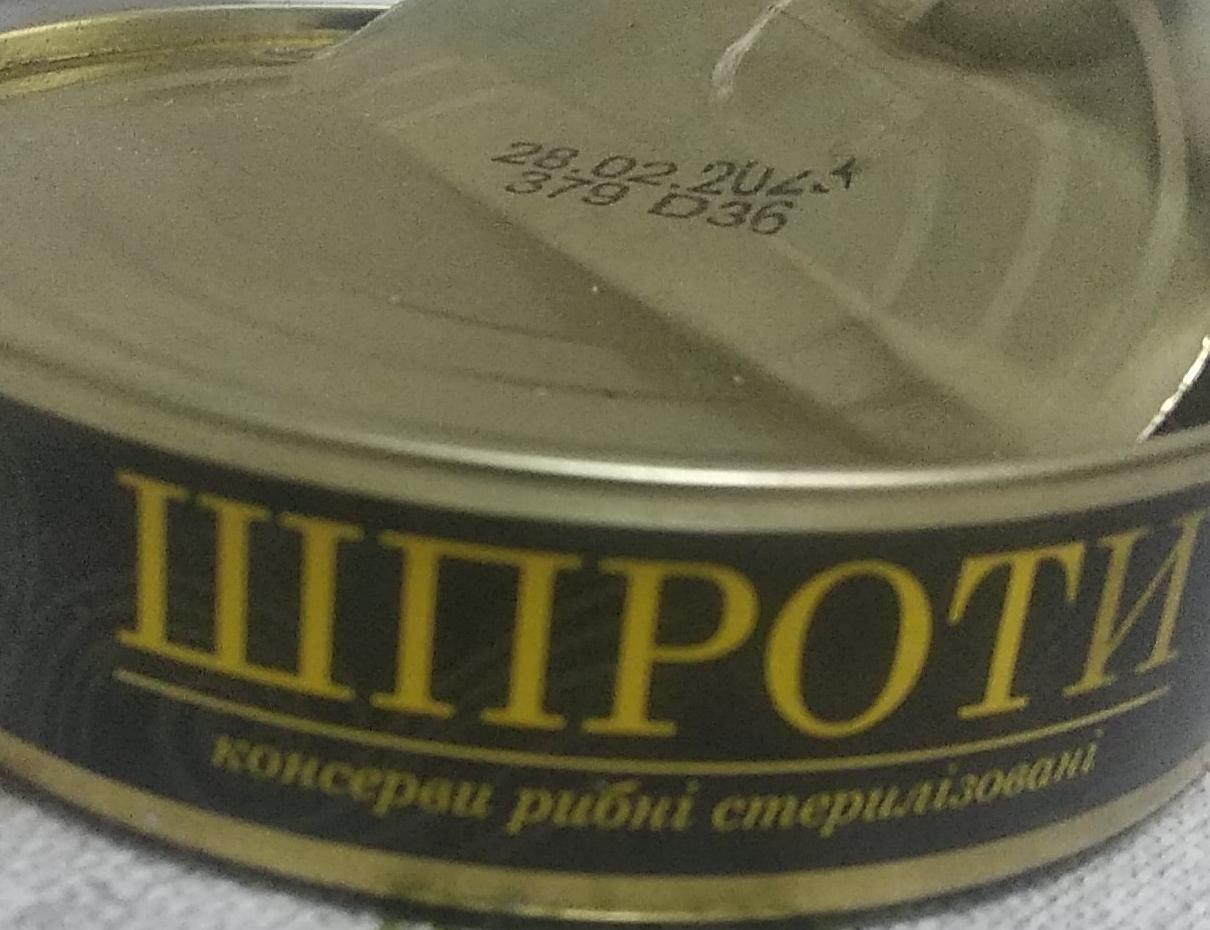 379 D36
ШПРОТИ
консерви рибні стерилізовані